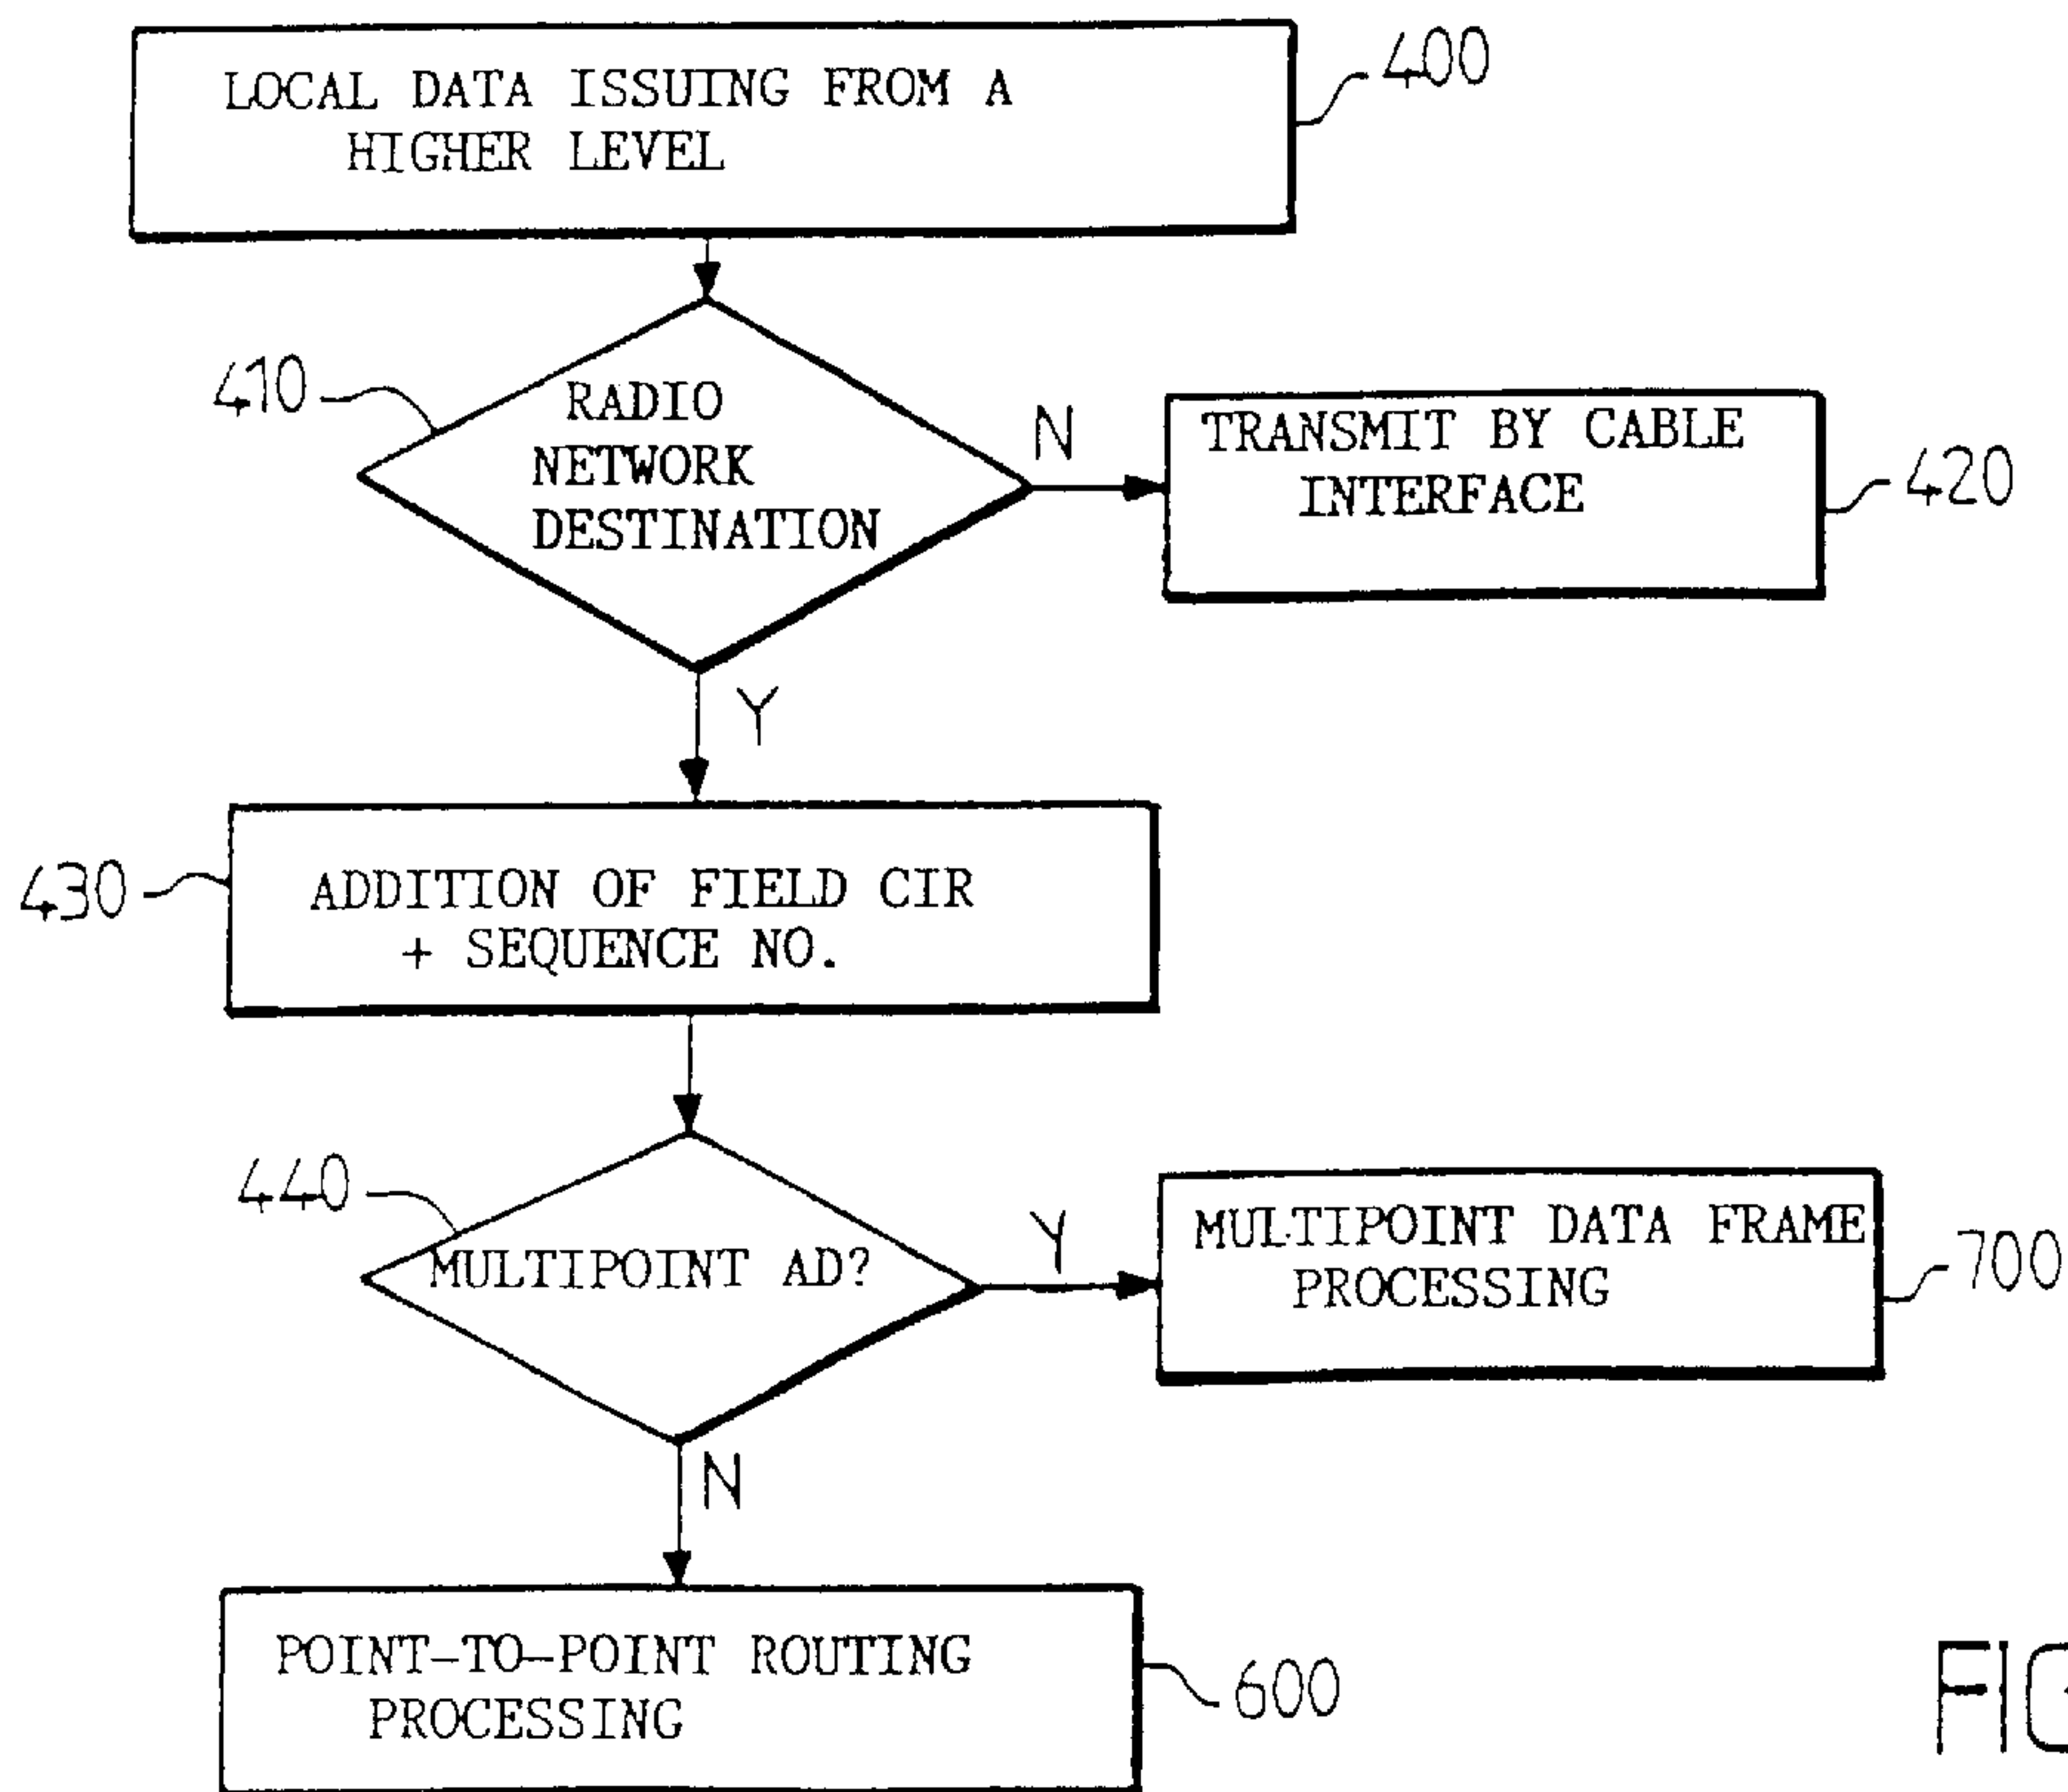 LOCAL DATA ISSUING FROM A
HIGHER LEVEL
400
410
RADIO
NETWORK
DESTINATION
N
TRANSMIT BY CABLE
INTERFACE
420
Y
430
ADDITION OF FIELD CIR
+ SEQUENCE NO.
440
MULTIPOINT AD?
Y
MULTIPOINT DATA FRAME
PROCESSING
700
N
POINT-TO-POINT ROUTING
PROCESSING
600